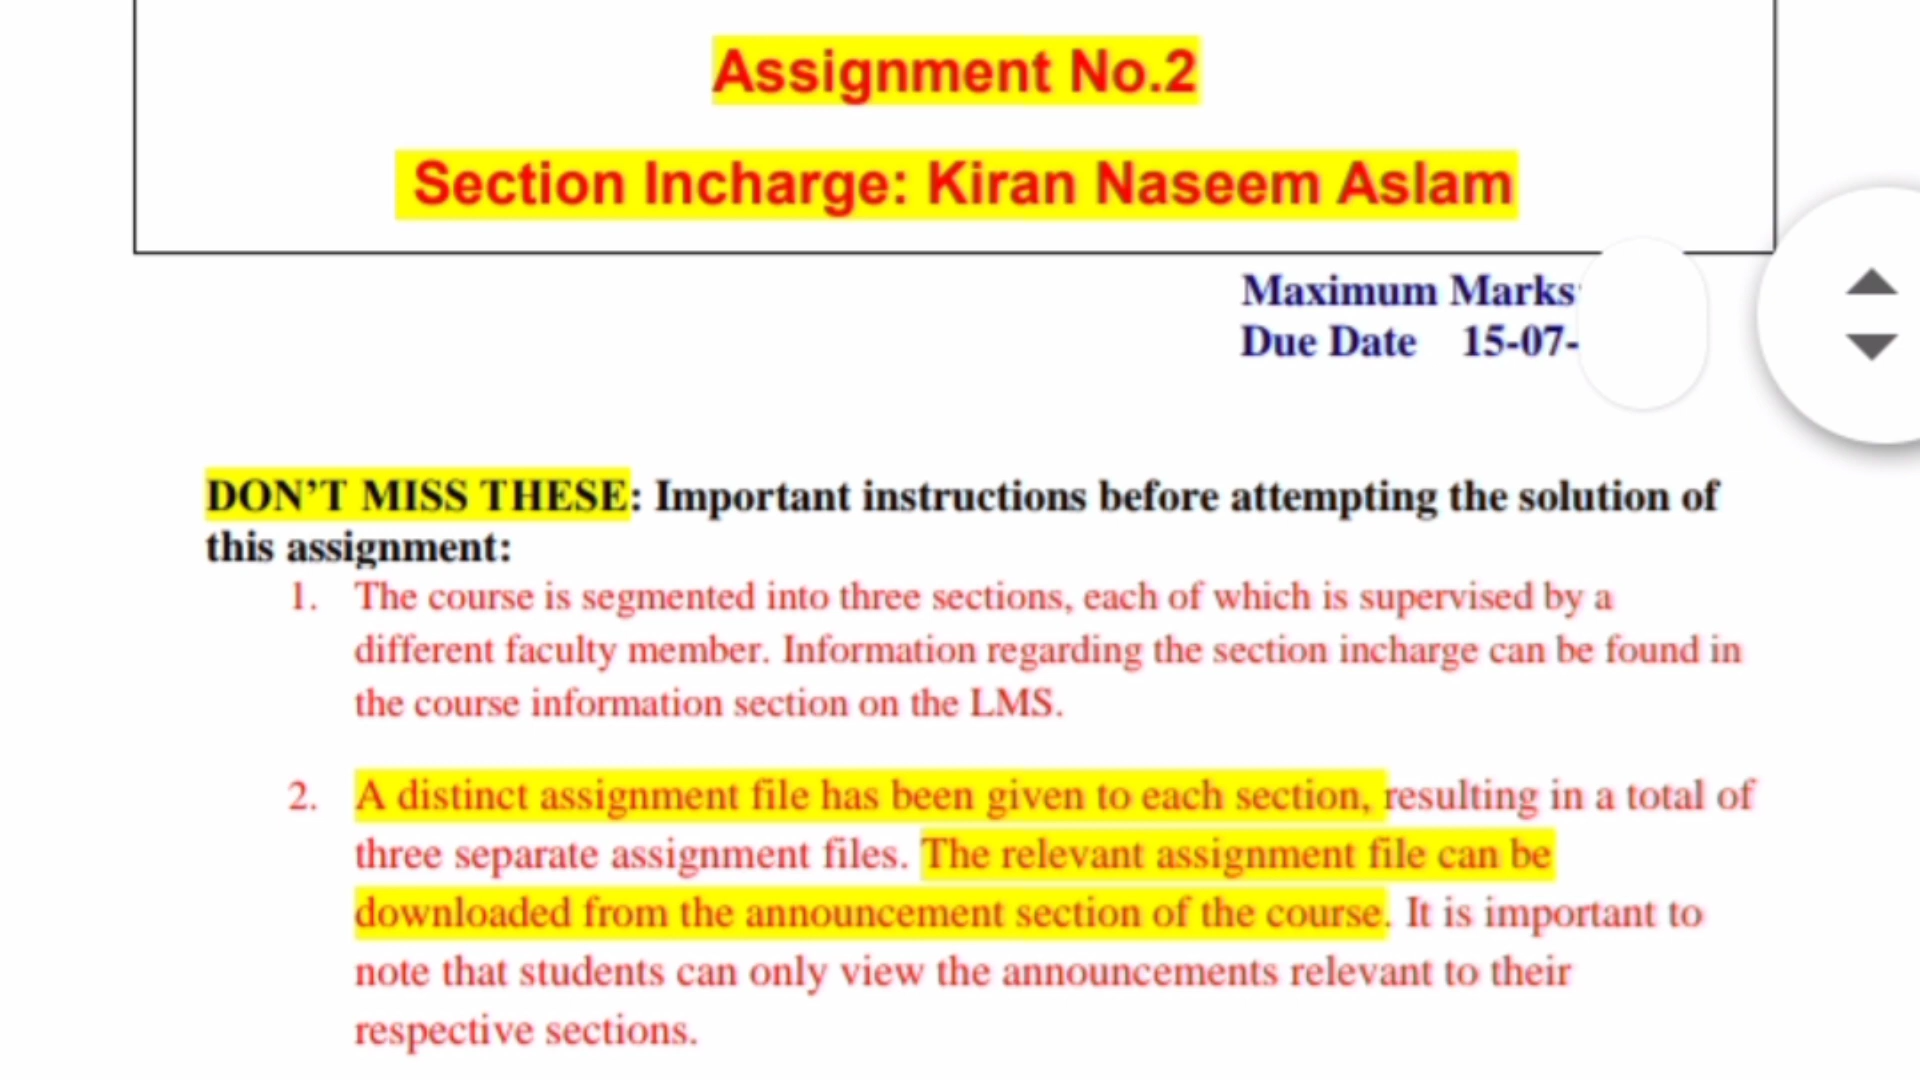 Assignment No.2
Section Incharge: Kiran Naseem Aslam
Maximum Marks
Due Date 15-07-
DON’T MISS THESE: Important instructions before attempting the solution of
this assignment:
1. The course is segmented into three sections, each of which is supervised by a
different faculty member. Information regarding the section incharge can be found in
the course information section on the LMS.
2. A distinct assignment file has been given to each section, resulting in a total of
three separate assignment files. The relevant assignment file can be
downloaded from the announcement section of the course. It is important to
note that students can only view the announcements relevant to their
respective sections.